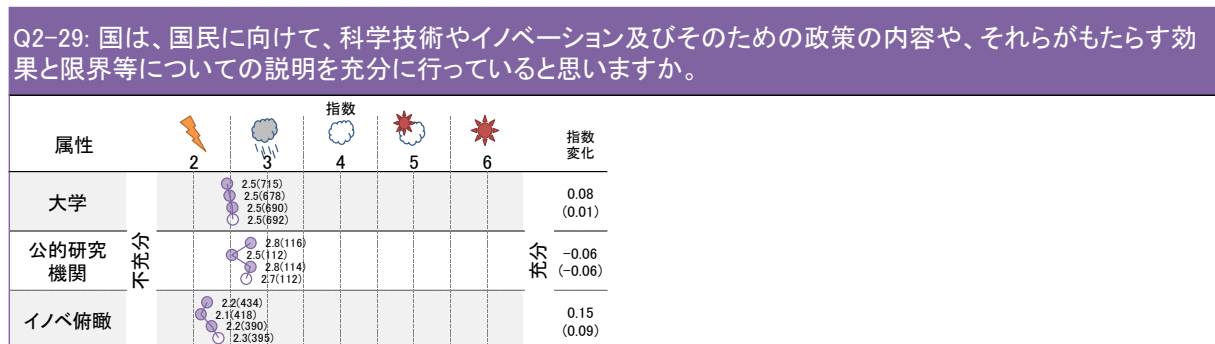 Q2-29: 国は、国民に向けて、科学技術やイノベーション及びそのための政策の内容や、それらがもたらす効
果と限界等についての説明を充分に行っていると思いますか。
属性
指数
2 3 4 5 6
指数
変化
不充分
充分
大学
2.5(715)
2.5(678)
2.5(690)
2.5(692)
0.08
(0.01)
公的研究
機関
2.8(116)
2.5(112)
2.8(114)
2.7(112)
-0.06
(-0.06)
イノベ俯瞰
2.2(434)
2.1(418)
2.2(390)
2.3(395)
0.15
(0.09)